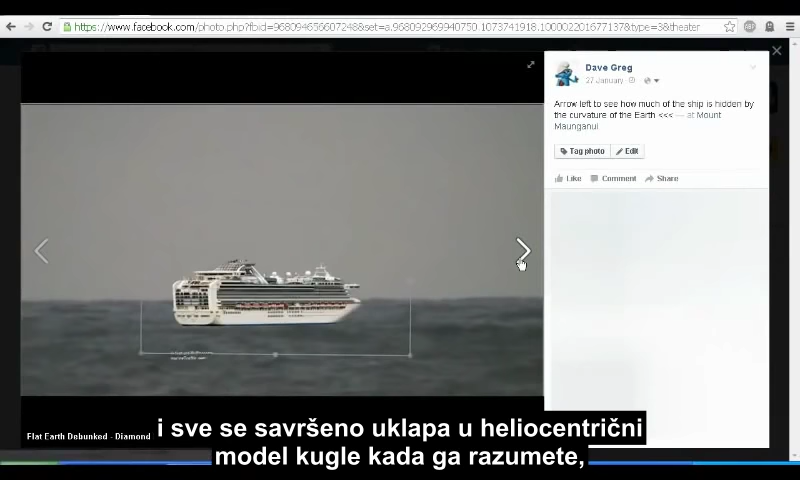 https://www.facebook.com/photo.php?fbid=968094656607248&set=a.968092969940750.1073741918.100002201677137&type=3&theater
Dave Greg
27 January
Arrow left to see how much of the ship is hidden by
the curvature of the Earth <<< — at Mount
Maunganui
Tag photo
Edit
Like
Comment
Share
Flat Earth Debunked - Diamond
i sve se savršeno uklapa u heliocentrični
model kugle kada ga razumete,